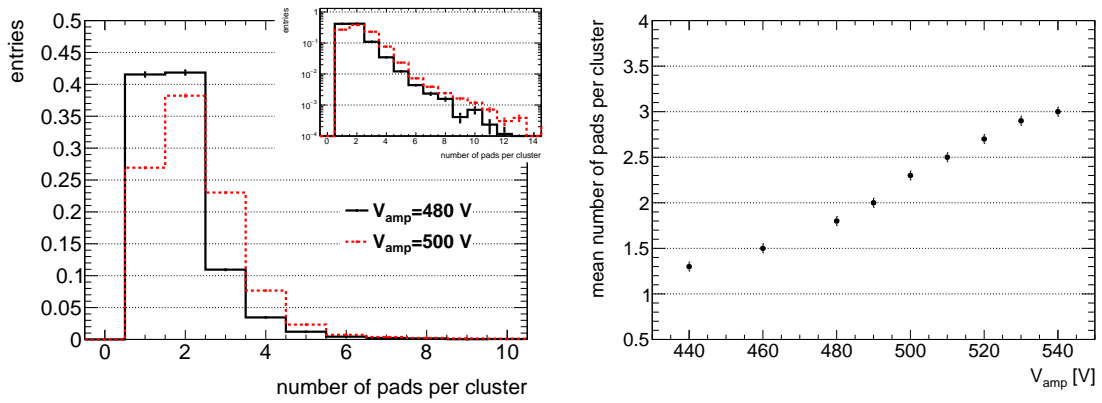 entries
0.5
0.45
0.4
0.35
0.3
0.25
0.2
0.15
0.1
0.05
0
0 2 4 6 8 10
number of pads per cluster
entries
1
10⁻¹
10⁻²
10⁻³
10⁻⁴
0 2 4 6 8 10 12 14
number of pads per cluster
V_amp=480 V
V_amp=500 V
mean number of pads per cluster
4
3.5
3
2.5
2
1.5
1
0.5
440 460 480 500 520 540
V_amp [V]